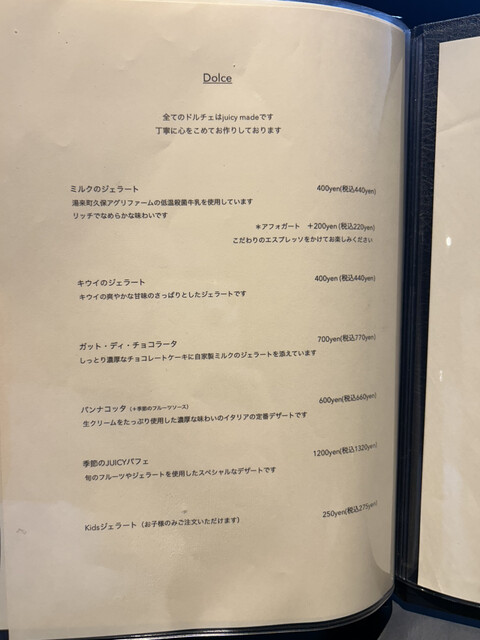 Dolce
全てのドルチェはjuicy madeです
丁寧に心をこめてお作りしております
ミルクのジェラート 400yen(税込440yen)
湯来町久保アグリファームの低温殺菌牛乳を使用しています
リッチでなめらかな味わいです
＊アフォガート ＋200yen (税込220yen)
こだわりのエスプレッソをかけてお楽しみください
キウイのジェラート 400yen (税込440yen)
キウイの爽やかな甘味のさっぱりとしたジェラートです
ガット・ディ・チョコラータ 700yen(税込770yen)
しっとり濃厚なチョコレートケーキに自家製ミルクのジェラートを添えています
パンナコッタ (＊季節のフルーツソース) 600yen(税込660yen)
生クリームをたっぷり使用した濃厚な味わいのイタリアの定番デザートです
季節のJUICYパフェ 1200yen(税込1320yen)
旬のフルーツやジェラートを使用したスペシャルなデザートです
Kidsジェラート（お子様のみご注文いただけます） 250yen(税込275yen)